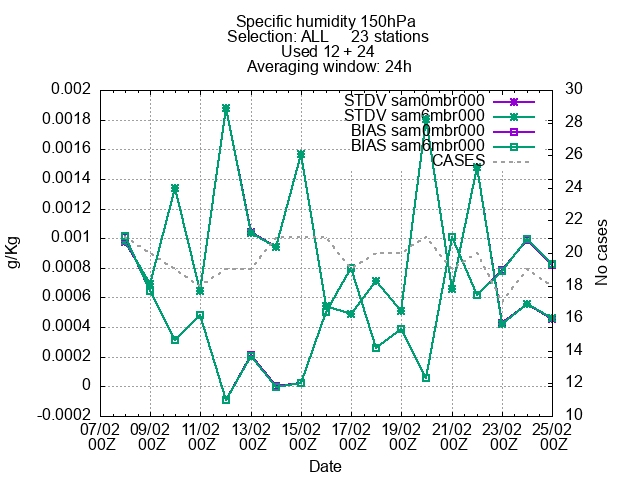 Specific humidity 150hPa
Selection: ALL 23 stations
Used 12 + 24
Averaging window: 24h
STDV sam0mbr000
STDV sam6mbr000
BIAS sam0mbr000
BIAS sam6mbr000
CASES
0.002
0.0018
0.0016
0.0014
0.0012
0.001
0.0008
0.0006
0.0004
0.0002
0
-0.0002
g/Kg
30
28
26
24
22
20
18
16
14
12
10
No cases
07/02 09/02 11/02 13/02 15/02 17/02 19/02 21/02 23/02 25/02
00Z 00Z 00Z 00Z 00Z 00Z 00Z 00Z 00Z 00Z
Date